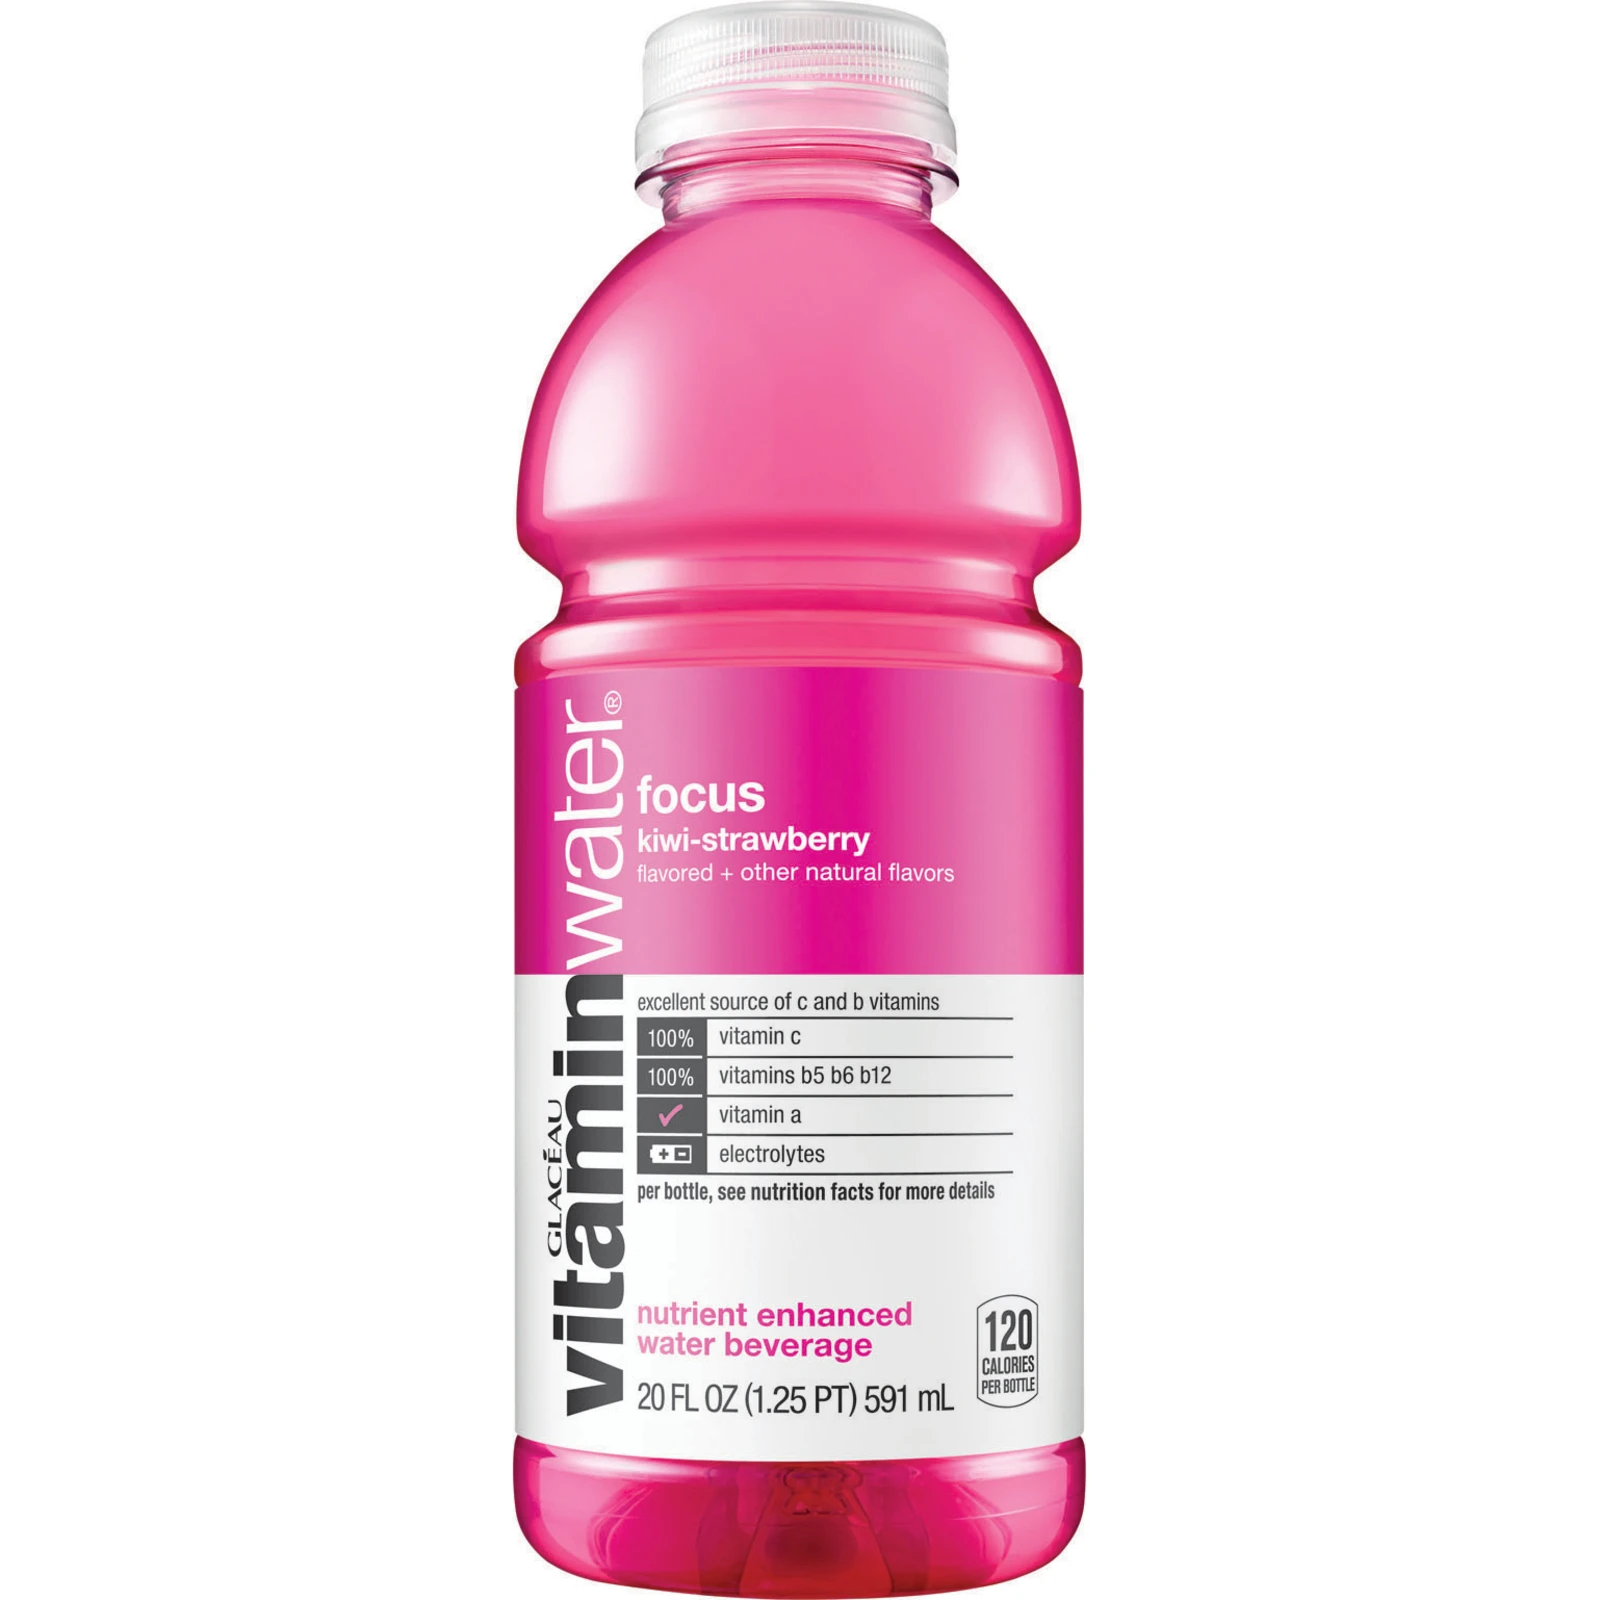 GLACÉAU
vitaminwater®
focus
kiwi-strawberry
flavored + other natural flavors
excellent source of c and b vitamins
100% vitamin c
100% vitamins b5 b6 b12
✓ vitamin a
electrolytes
per bottle, see nutrition facts for more details
nutrient enhanced
water beverage
20 FL OZ (1.25 PT) 591 mL
120
CALORIES
PER BOTTLE